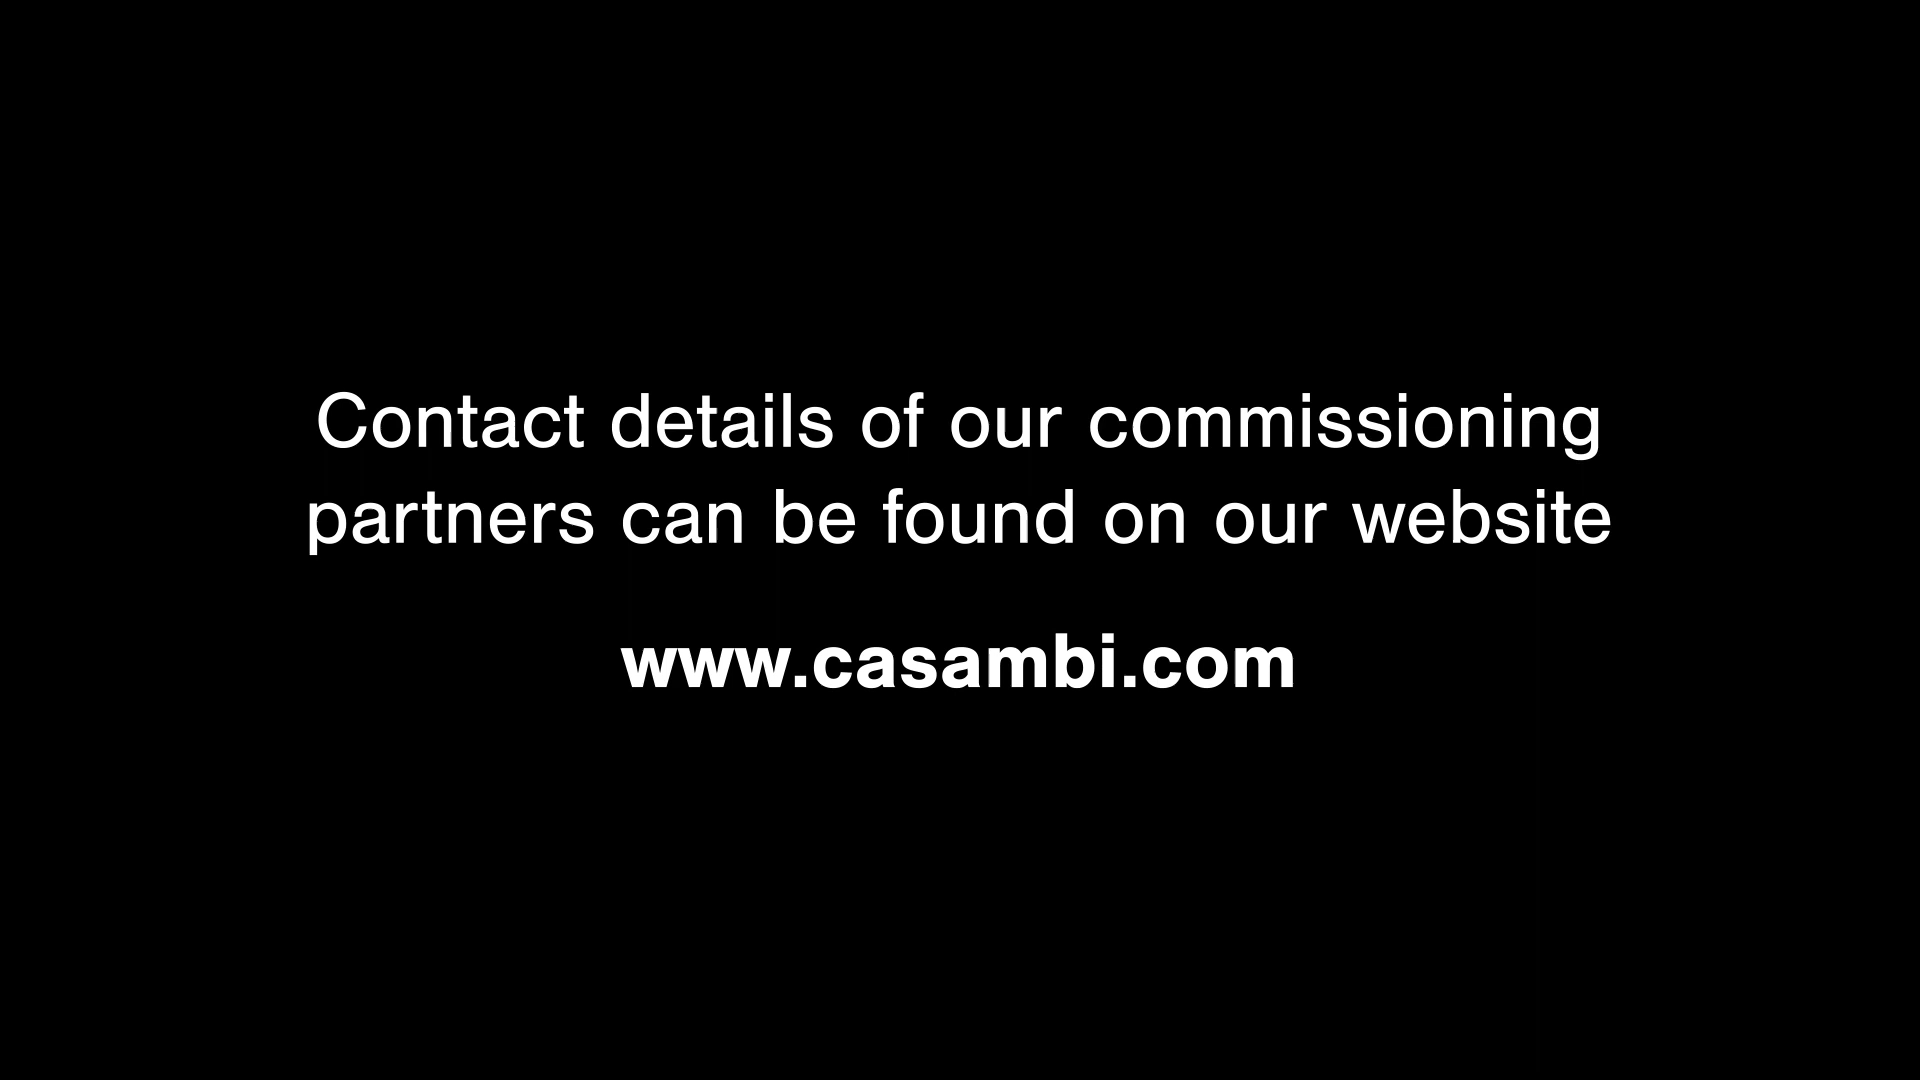 Contact details of our commissioning
partners can be found on our website
www.casambi.com